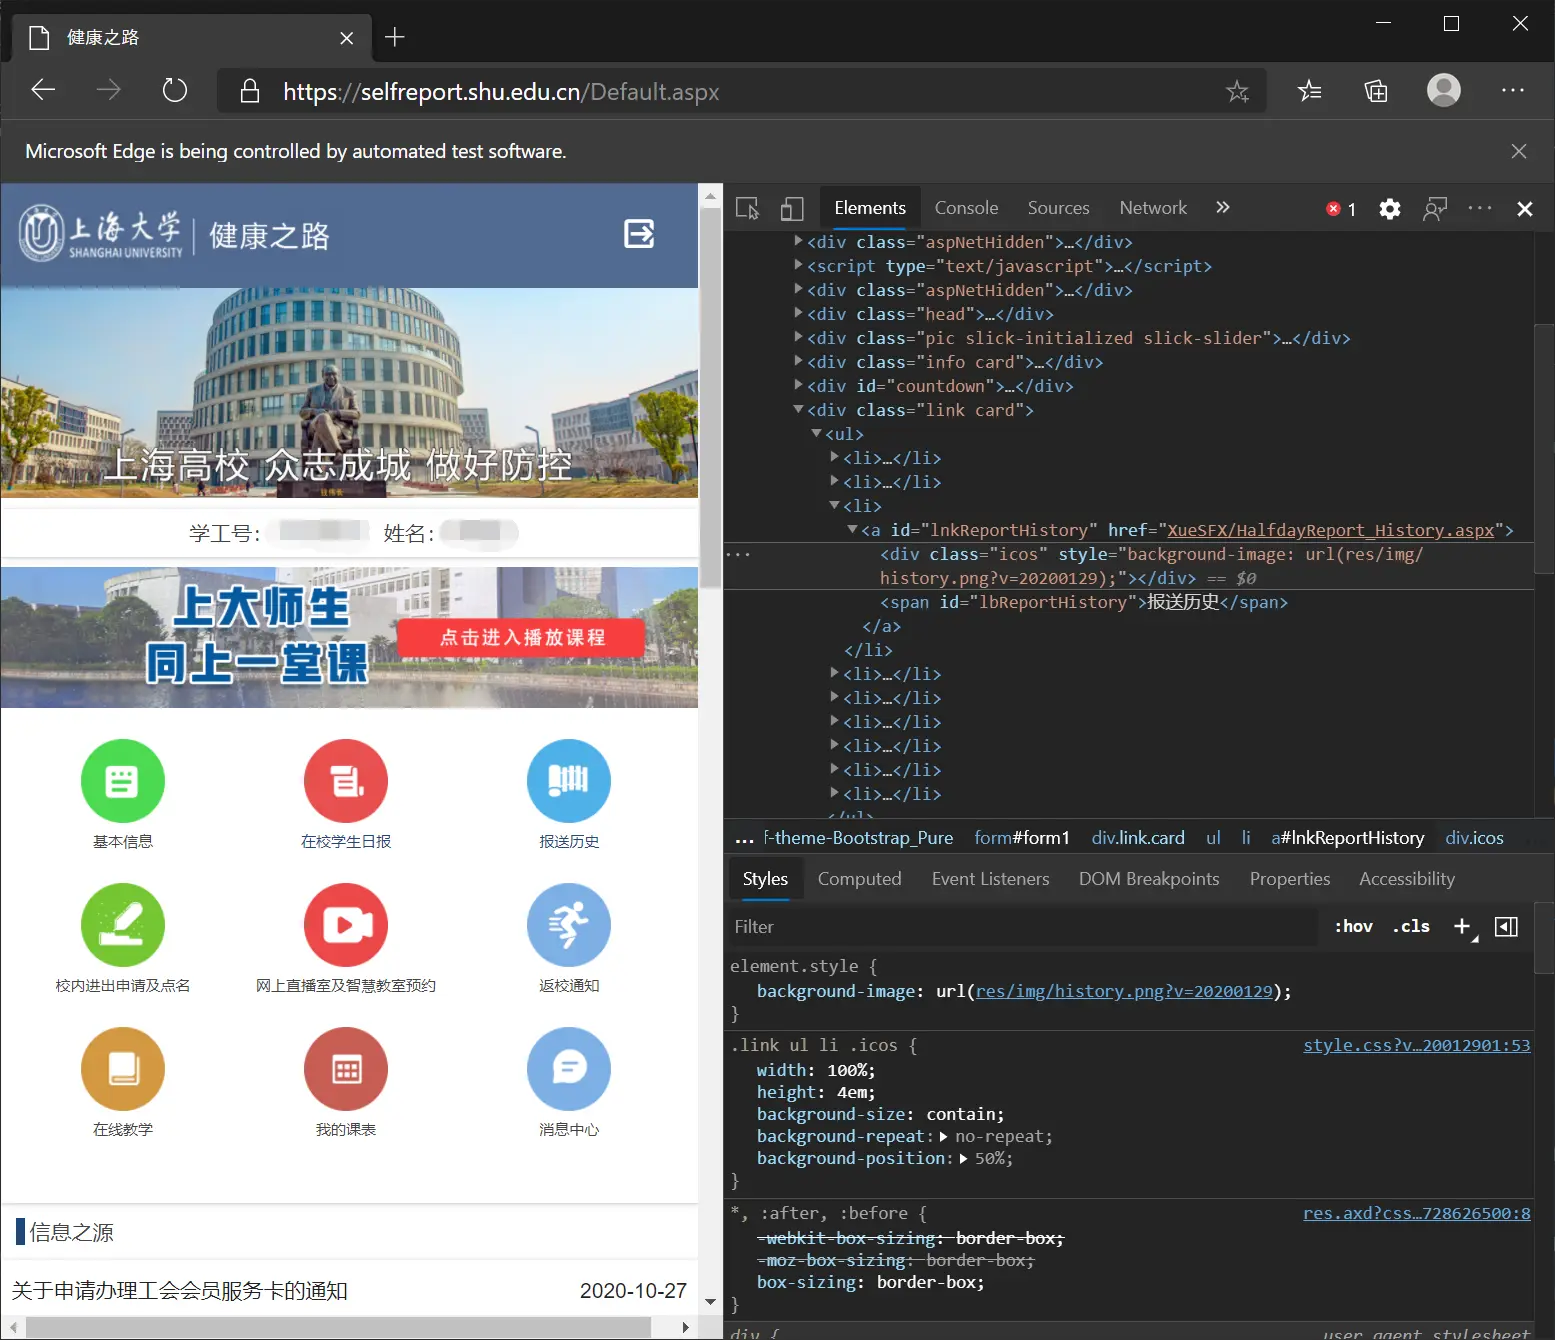 健康之路
https://selfreport.shu.edu.cn/Default.aspx
Microsoft Edge is being controlled by automated test software.
上海大学 健康之路
SHANGHAI UNIVERSITY
上海高校 众志成城 做好防控
学工号: 姓名:
上大师生
同上一堂课
点击进入播放课程
基本信息 在校学生日报 报送历史
校内进出申请及点名 网上直播室及智慧教室预约 返校通知
在线教学 我的课表 消息中心
信息之源
关于申请办理工会会员服务卡的通知 2020-10-27
Elements Console Sources Network » 1
<div class="aspNetHidden">…</div>
<script type="text/javascript">…</script>
<div class="aspNetHidden">…</div>
<div class="head">…</div>
<div class="pic slick-initialized slick-slider">…</div>
<div class="info card">…</div>
<div id="countdown">…</div>
<div class="link card">
<ul>
<li>…</li>
<li>…</li>
<li>
<a id="lnkReportHistory" href="XueSFX/HalfdayReport_History.aspx">
<div class="icos" style="background-image: url(res/img/
history.png?v=20200129);"></div> == $0
<span id="lbReportHistory">报送历史</span>
</a>
</li>
<li>…</li>
<li>…</li>
<li>…</li>
<li>…</li>
<li>…</li>
<li>…</li>
</ul>
... f-theme-Bootstrap_Pure form#form1 div.link.card ul li a#lnkReportHistory div.icos
Styles Computed Event Listeners DOM Breakpoints Properties Accessibility
Filter :hov .cls +
element.style {
background-image: url(res/img/history.png?v=20200129);
}
.link ul li .icos { style.css?v…20012901:53
width: 100%;
height: 4em;
background-size: contain;
background-repeat: no-repeat;
background-position: 50%;
}
*, :after, :before { res.axd?css…728626500:8
-webkit-box-sizing: border-box;
-moz-box-sizing: border-box;
box-sizing: border-box;
}
div { user agent stylesheet